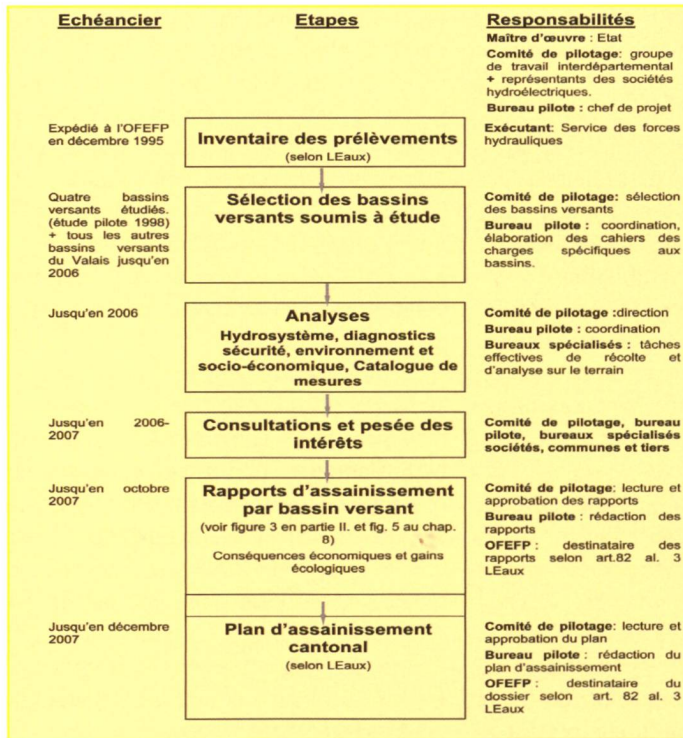 Echéancier
Etapes
Responsabilités
Maître d'œuvre : Etat
Comité de pilotage: groupe
de travail interdépartemental
+ représentants des sociétés
hydroélectriques.
Bureau pilote : chef de projet
Expédié à l'OFEFP
en décembre 1995
Inventaire des prélèvements
(selon LEaux)
Exécutant: Service des forces
hydrauliques
Quatre bassins
versants étudiés.
(étude pilote 1998)
+ tous les autres
bassins versants
du Valais jusqu'en
2006
Sélection des bassins
versants soumis à étude
Comité de pilotage: sélection
des bassins versants
Bureau pilote : coordination,
élaboration des cahiers des
charges spécifiques aux
bassins.
Jusqu'en 2006
Analyses
Hydrosystème, diagnostics
sécurité, environnement et
socio-économique, Catalogue de
mesures
Comité de pilotage :direction
Bureau pilote : coordination
Bureaux spécialisés : tâches
effectives de récolte et
d'analyse sur le terrain
Jusqu'en 2006-
2007
Consultations et pesée des
intérêts
Comité de pilotage, bureau
pilote, bureaux spécialisés
sociétés, communes et tiers
Jusqu'en octobre
2007
Rapports d'assainissement
par bassin versant
(voir figure 3 en partie II. et fig. 5 au chap.
8)
Conséquences économiques et gains
écologiques
Comité de pilotage: lecture et
approbation des rapports
Bureau pilote : rédaction des
rapports
OFEFP : destinataire des
rapports selon art.82 al. 3
LEaux
Jusqu'en décembre
2007
Plan d'assainissement
cantonal
(selon LEaux)
Comité de pilotage: lecture et
approbation du plan
Bureau pilote : rédaction du
plan d'assainissement
OFEFP : destinataire du
dossier selon art. 82 al. 3
LEaux